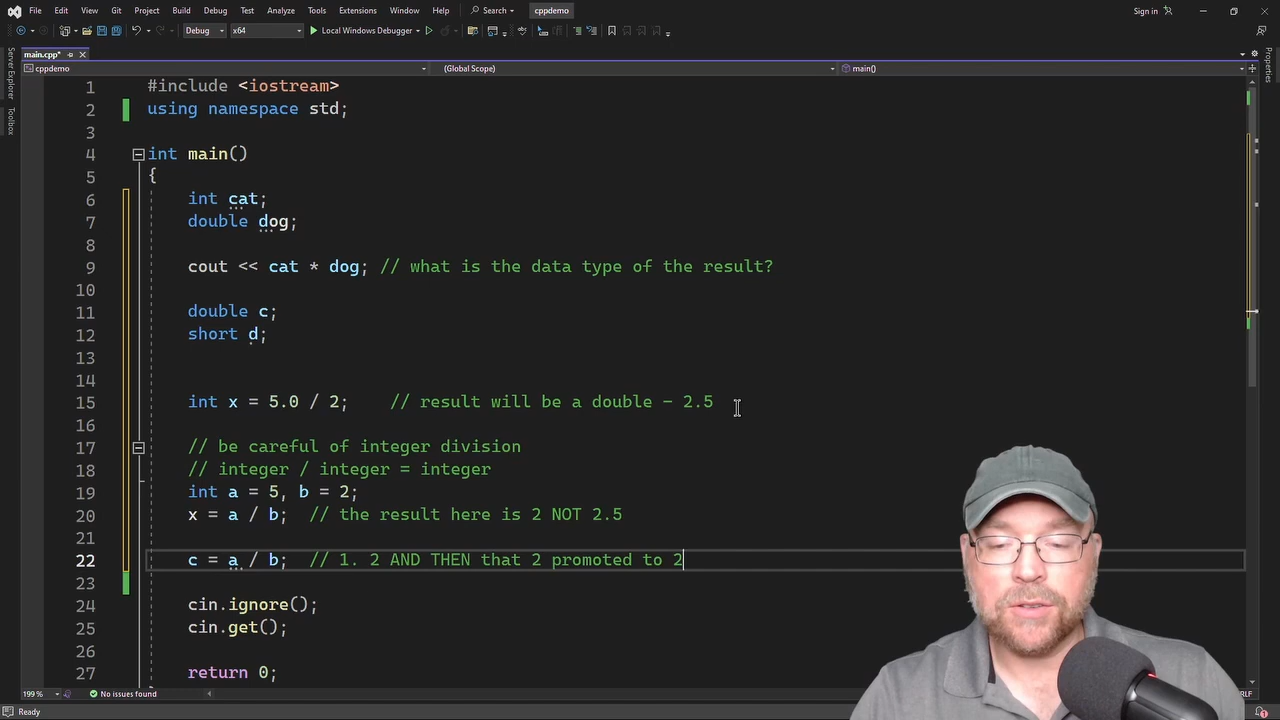 File Edit View Git Project Build Debug Test Analyze Tools Extensions Window Help Search cppdemo Sign in
Debug x64 Local Windows Debugger
main.cpp*
cppdemo (Global Scope) main()
Server Explorer
Toolbox
Properties
1 #include <iostream>
2 using namespace std;
3
4 int main()
5 {
6 int cat;
7 double dog;
8
9 cout << cat * dog; // what is the data type of the result?
10
11 double c;
12 short d;
13
14
15 int x = 5.0 / 2; // result will be a double - 2.5
16
17 // be careful of integer division
18 // integer / integer = integer
19 int a = 5, b = 2;
20 x = a / b; // the result here is 2 NOT 2.5
21
22 c = a / b; // 1. 2 AND THEN that 2 promoted to 2
23
24 cin.ignore();
25 cin.get();
26
27 return 0;
199 % No issues found
Ready